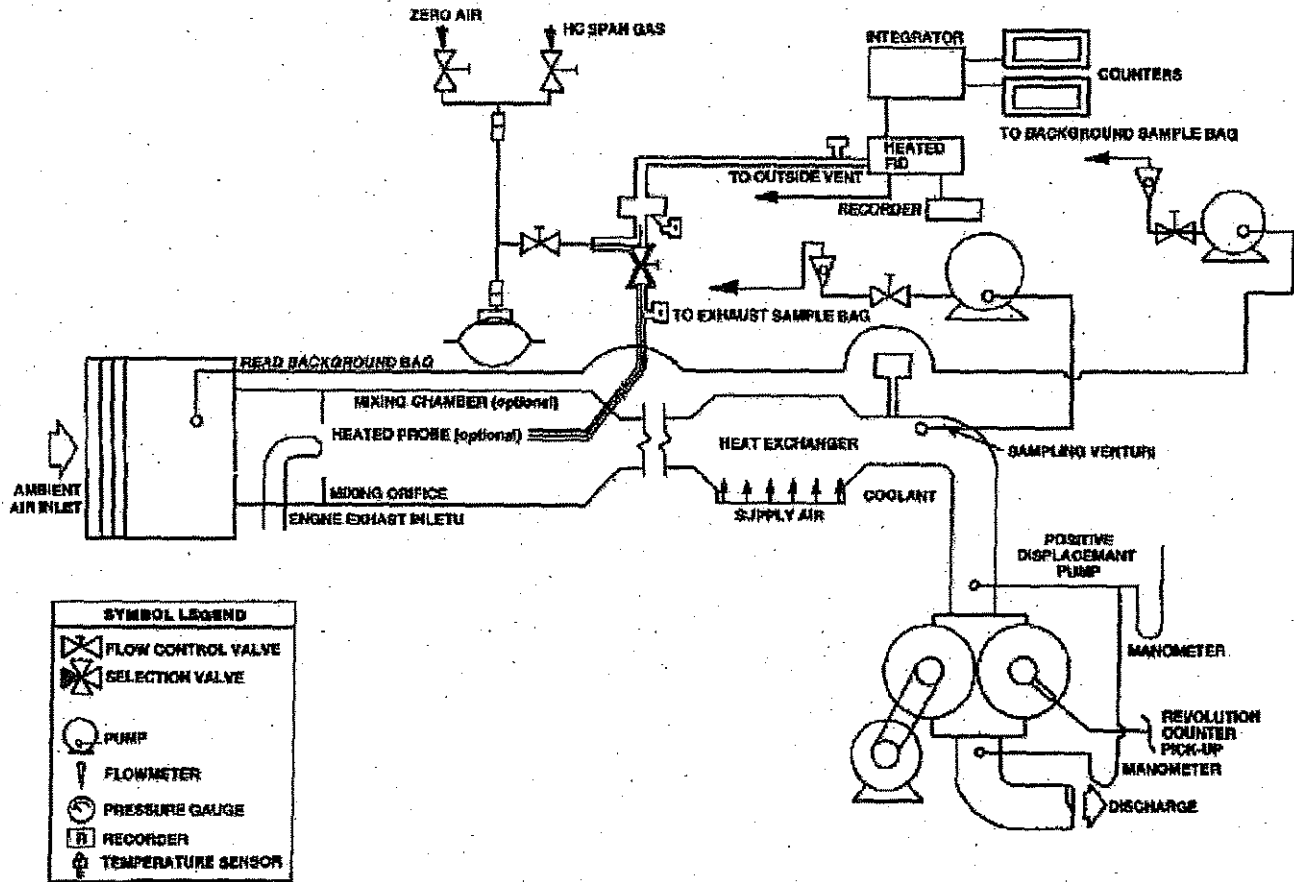 ZERO AIR
HC SPAN GAS
INTEGRATOR
COUNTERS
TO BACKGROUND SAMPLE BAG
HEATED
FID
TO OUTSIDE VENT
RECORDER
TO EXHAUST SAMPLE BAG
READ BACKGROUND BAG
MIXING CHAMBER (optional)
HEATED PROBE (optional)
HEAT EXCHANGER
SAMPLING VENTURI
AMBIENT
AIR INLET
MIXING ORIFICE
COOLANT
ENGINE EXHAST INLETU
SUPPLY AIR
POSITIVE
DISPLACEMANT
PUMP
MANOMETER
REVOLUTION
COUNTER
PICK-UP
MANOMETER
DISCHARGE
SYMBOL LEGEND
FLOW CONTROL VALVE
SELECTION VALVE
PUMP
FLOWMETER
PRESSURE GAUGE
R RECORDER
TEMPERATURE SENSOR